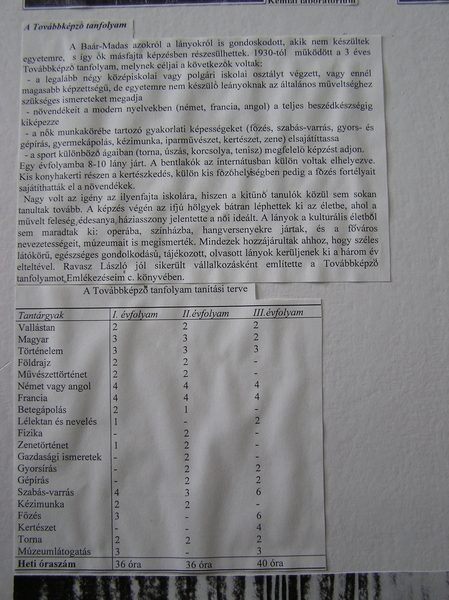 Kémiai laboratórium
A Továbbképző tanfolyam
A Baár-Madas azokról a lányokról is gondoskodott, akik nem készültek
egyetemre, s így ők másfajta képzésben részesülhettek. 1930-tól működött a 3 éves
Továbbképző tanfolyam, melynek céljai a következők voltak:
- a legalább négy középiskolai vagy polgári iskolai osztályt végzett, vagy ennél
magasabb képzettségű, de egyetemre nem készülő leányoknak az általános műveltséghez
szükséges ismereteket megadja
- növendékeit a modern nyelvekben (német, francia, angol) a teljes beszédkészségig
kiképezze
- a nők munkakörébe tartozó gyakorlati képességeket (főzés, szabás-varrás, gyors- és
gépírás, gyermekápolás, kézimunka, iparművészet, kertészet, zene) elsajátíttassa
- a sport különböző ágaiban (torna, úszás, korcsolya, tenisz) megfelelő képzést adjon.
Egy évfolyamba 8-10 lány járt. A bentlakók az internátusban külön voltak elhelyezve.
Kis konyhakerti részen a kertészkedés, külön kis főzőhelységben pedig a főzés fortélyait
sajátíthatták el a növendékek.
Nagy volt az igény az ilyenfajta iskolára, hiszen a kitűnő tanulók közül sem sokan
tanultak tovább. A képzés végén az ifjú hölgyek bátran léphettek ki az életbe, ahol a
művelt feleség, édesanya, háziasszony jelentette a női ideált. A lányok a kulturális életből
sem maradtak ki: operába, színházba, hangversenyekre jártak, és a főváros
nevezetességeit, múzeumait is megismerték. Mindezek hozzájárultak ahhoz, hogy széles
látókörű, egészséges gondolkodású, tájékozott, olvasott lányok kerüljenek ki a három év
elteltével. Ravasz László jól sikerült vállalkozásként említette a Továbbképző
tanfolyamot Emlékezéseim c. könyvében.
A Továbbképző tanfolyam tanítási terve
Tantárgyak I. évfolyam II.évfolyam III.évfolyam
Vallástan 2 2 2
Magyar 3 3 2
Történelem 3 3 3
Földrajz 2 2 -
Művészettörténet 2 2 -
Német vagy angol 4 4 4
Francia 4 4 4
Betegápolás 2 1 -
Lélektan és nevelés 1 - 2
Fizika - 2 -
Zenetörténet 1 2 -
Gazdasági ismeretek - 2 -
Gyorsírás - 2 2
Gépírás - 2 2
Szabás-varrás 4 3 6
Kézimunka 2 2 -
Főzés 3 - 6
Kertészet - - 4
Torna 2 2 2
Múzeumlátogatás 3 - 3
Heti óraszám 36 óra 36 óra 40 óra